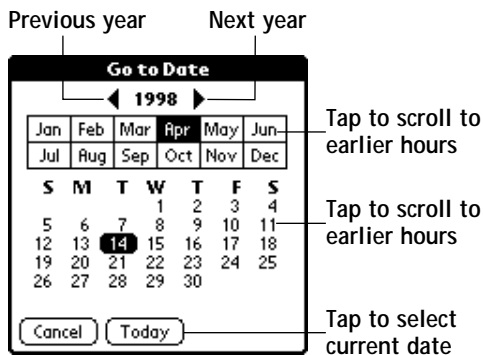 Previous year Next year
Go to Date
1998
Jan Feb Mar Apr May Jun
Tap to scroll to
earlier hours
Jul Aug Sep Oct Nov Dec
S M T W T F S
1 2 3 4
5 6 7 8 9 10 11
Tap to scroll to
earlier hours
12 13 14 15 16 17 18
19 20 21 22 23 24 25
26 27 28 29 30
Cancel Today
Tap to select
current date